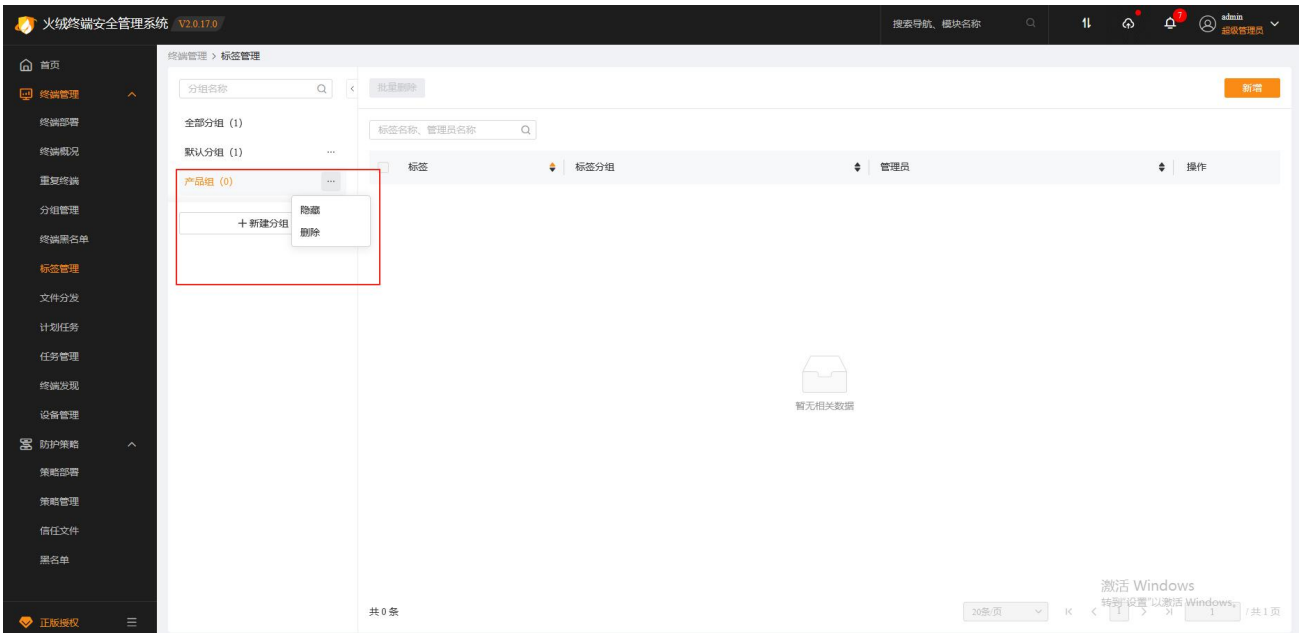 火绒终端安全管理系统 V2.0.17.0
搜索导航、模块名称
7
admin
超级管理员
首页
终端管理
终端部署
终端概况
重复终端
分组管理
终端黑名单
标签管理
文件分发
计划任务
任务管理
终端发现
设备管理
防护策略
策略部署
策略管理
信任文件
黑名单
正版授权
终端管理 > 标签管理
分组名称
全部分组 (1)
默认分组 (1) ...
产品组 (0) ...
+ 新建分组
隐藏
删除
批量删除
新增
标签名称、管理员名称
标签 标签分组 管理员 操作
暂无相关数据
激活 Windows
转到"设置"以激活 Windows。
共 0 条
20条/页
1
1 / 共 1 页